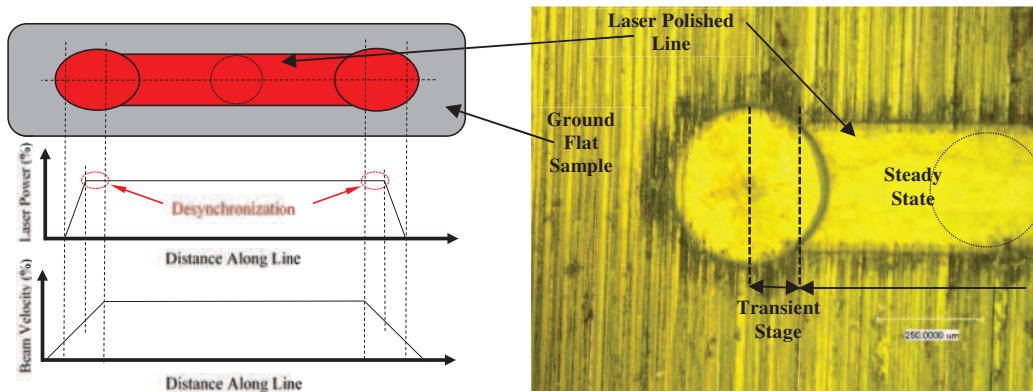 Laser Polished
Line
Ground
Flat
Sample
Laser Power (%)
Desynchronization
Distance Along Line
Beam Velocity (%)
Distance Along Line
Steady
State
Transient
Stage
250.0000 um